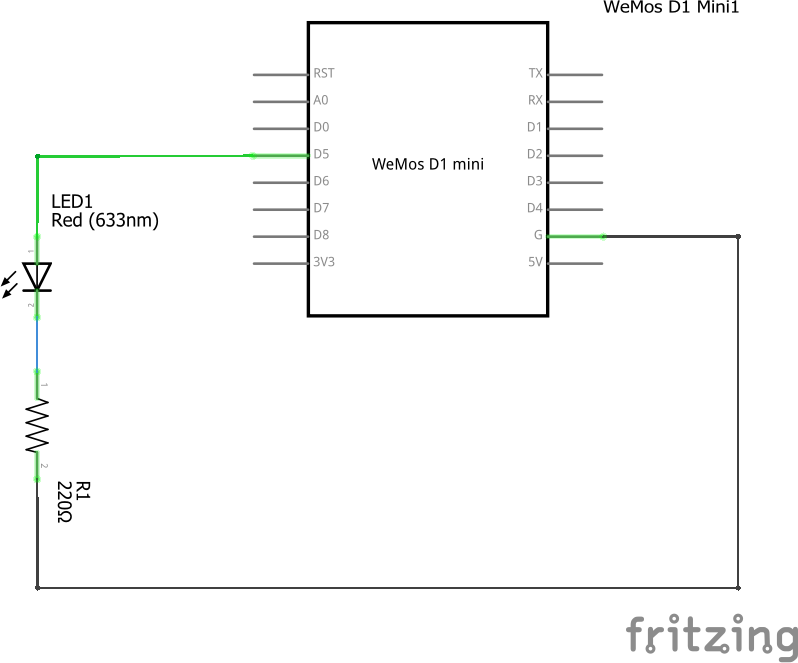 WeMos D1 Mini1
RST
TX
A0
RX
D0
D1
D5
D2
WeMos D1 mini
D6
D3
D7
D4
D8
G
3V3
5V
LED1
Red (633nm)
1
2
1
2
R1
220Ω
fritzing